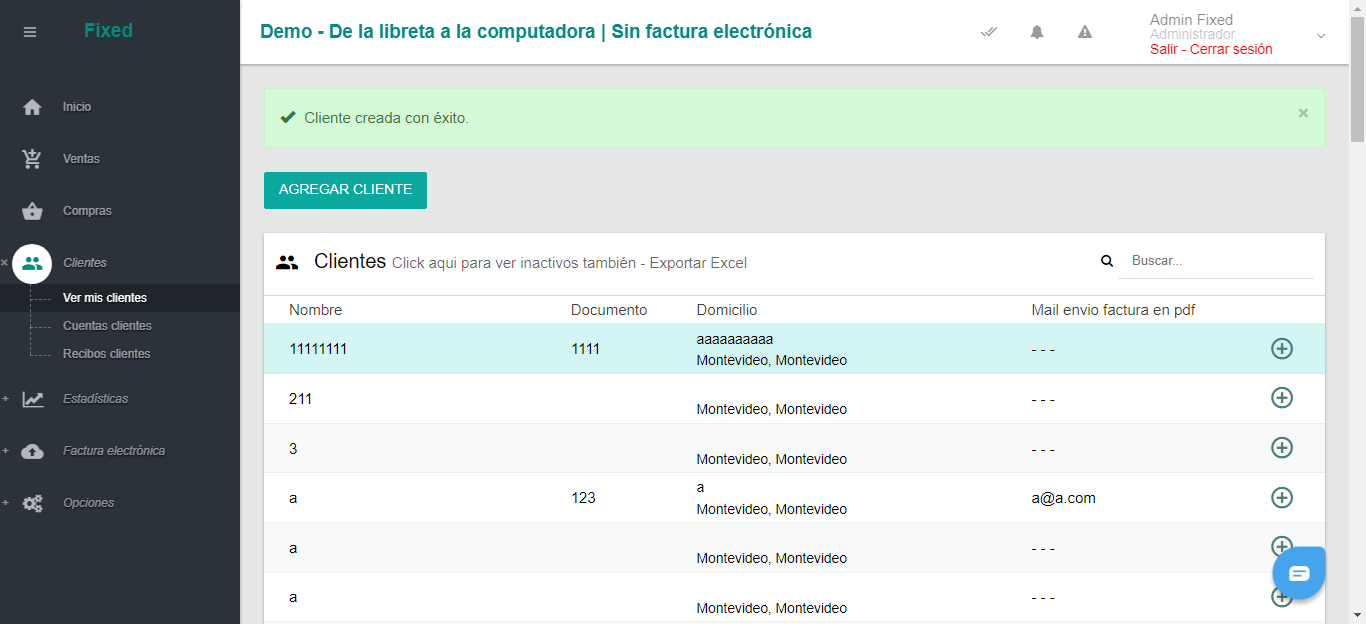 Fixed
Demo - De la libreta a la computadora | Sin factura electrónica
Admin Fixed
Administrador
Salir - Cerrar sesión
Inicio
Ventas
Compras
Clientes
Ver mis clientes
Cuentas clientes
Recibos clientes
Estadísticas
Factura electrónica
Opciones
Cliente creada con éxito.
AGREGAR CLIENTE
Clientes Click aqui para ver inactivos también - Exportar Excel
Buscar...
Nombre Documento Domicilio Mail envio factura en pdf
11111111 1111 aaaaaaaaaa - - -
Montevideo, Montevideo
211 - - -
Montevideo, Montevideo
3 - - -
Montevideo, Montevideo
a 123 a a@a.com
Montevideo, Montevideo
a - - -
Montevideo, Montevideo
a - - -
Montevideo, Montevideo